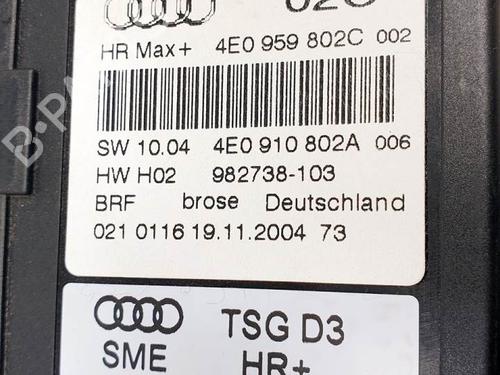 HR Max+ 4E0 959 802C 002
SW 10.04 4E0 910 802A 006
HW H02 982738-103
BRF brose Deutschland
021 0116 19.11.2004 73
TSG D3
SME HR+